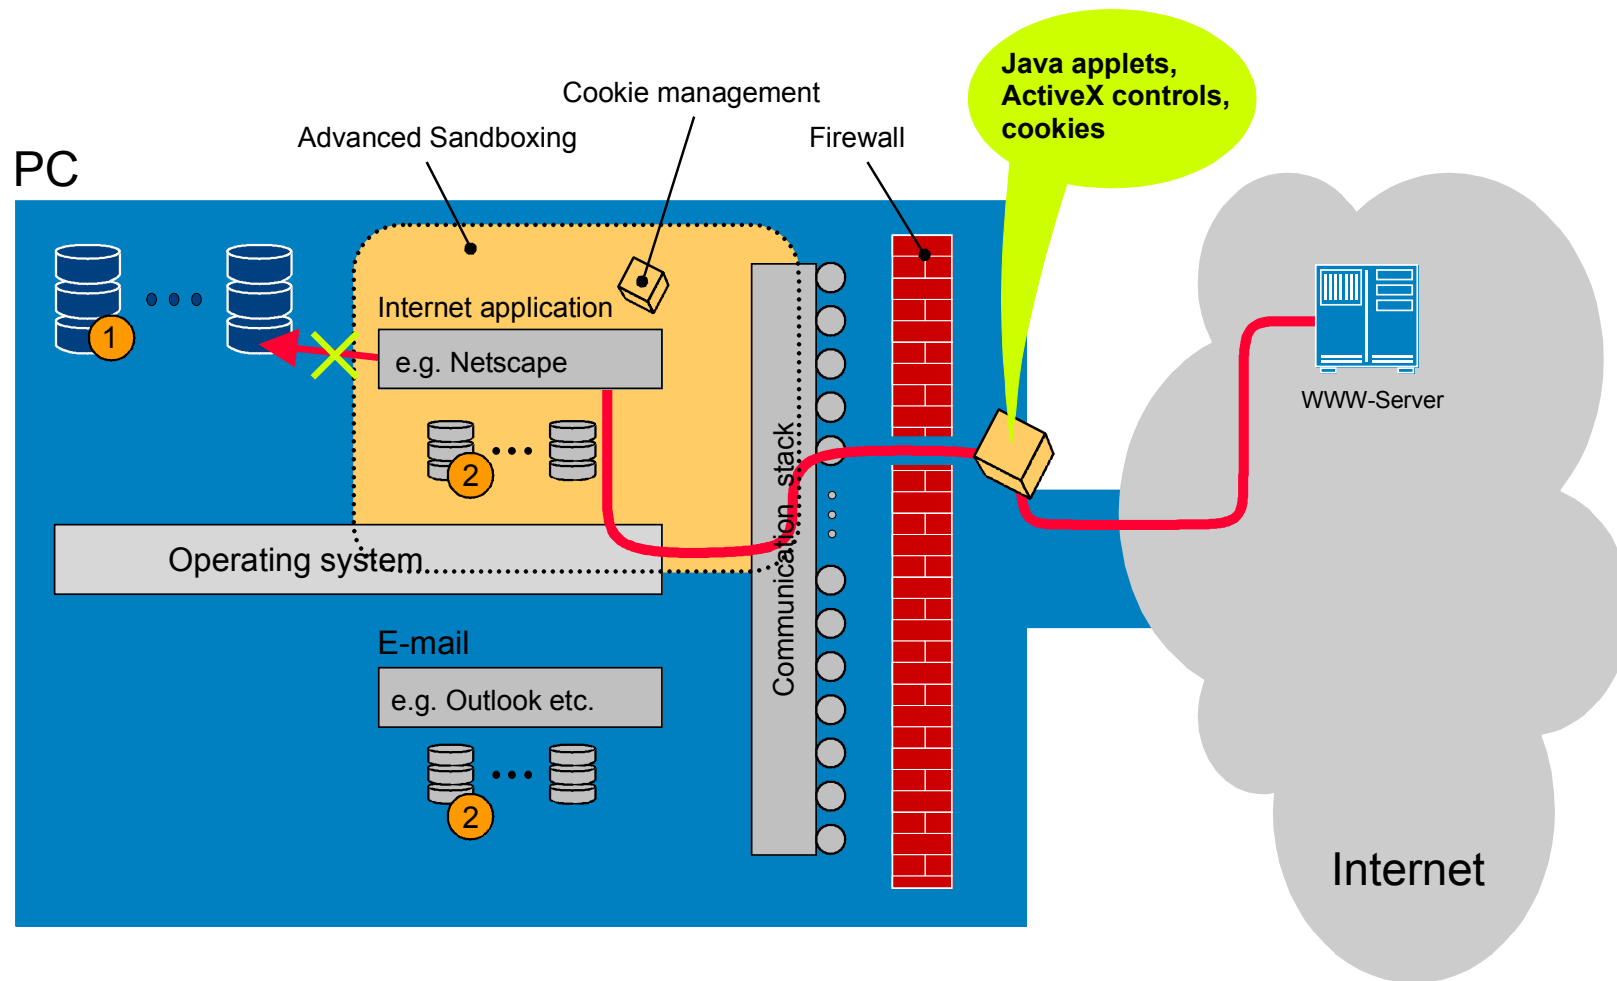 Java applets,
ActiveX controls,
cookies
Cookie management
Advanced Sandboxing
Firewall
PC
Internet application
1
e.g. Netscape
WWW-Server
2
Communication stack
Operating system
E-mail
e.g. Outlook etc.
2
Internet